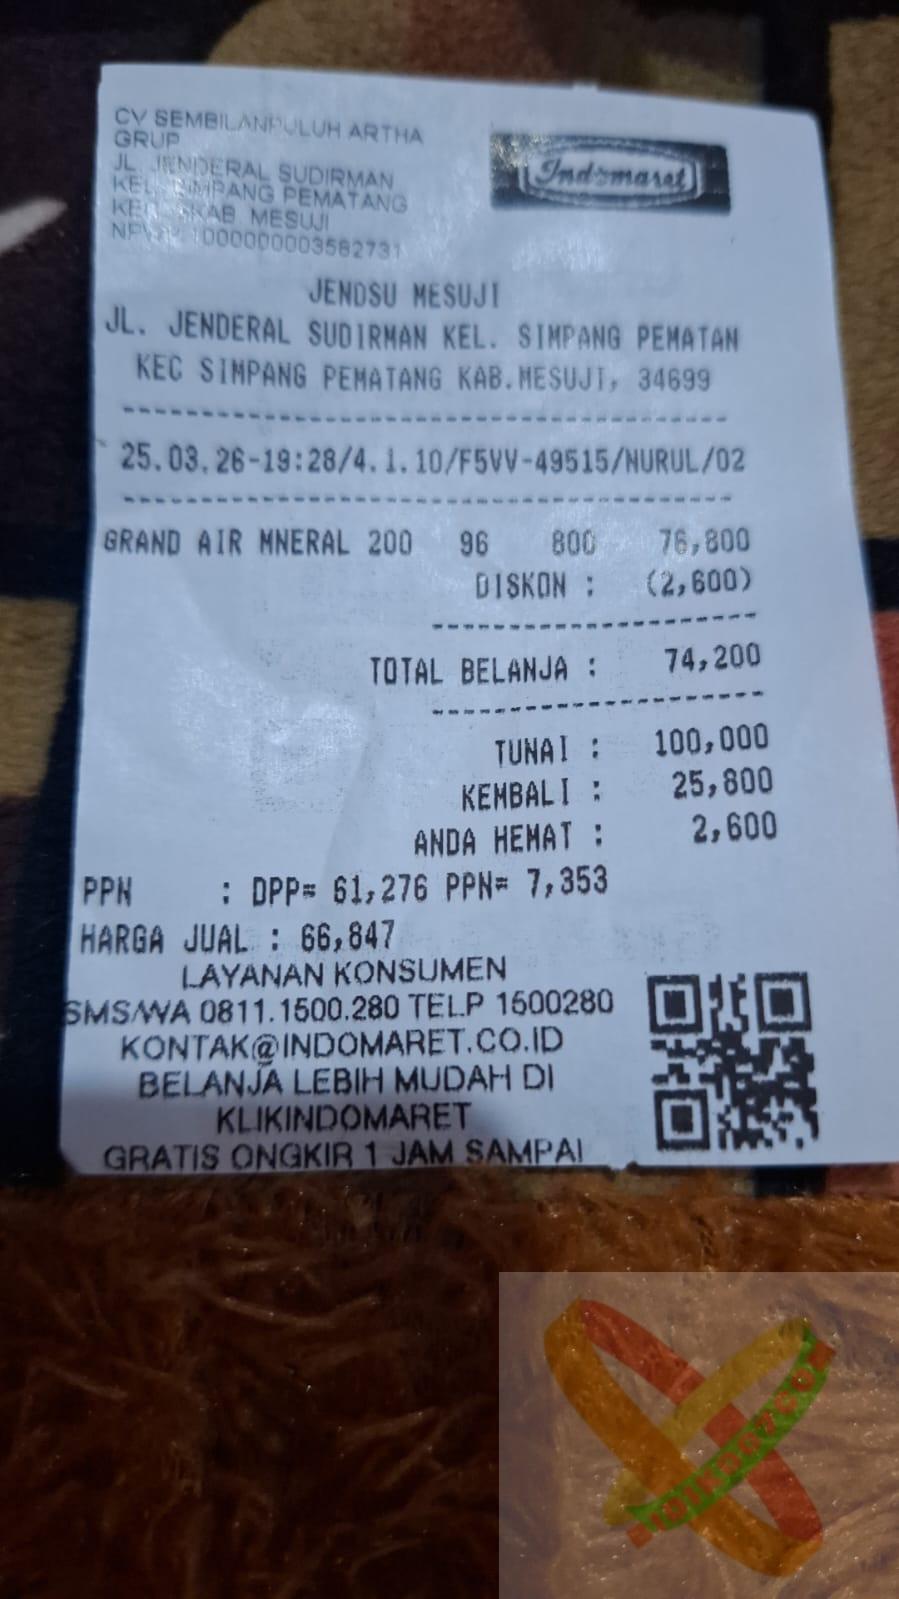 CV SEMBILANPULUH ARTHA
GRUP
JL. JENDERAL SUDIRMAN
KEL. SIMPANG PEMATANG
KAB. MESUJI
Indomaret
JENDSU MESUJI
JL. JENDERAL SUDIRMAN KEL. SIMPANG PEMATAN
KEC SIMPANG PEMATANG KAB.MESUJI, 34699
25.03.26-19:28/4.1.10/F5VV-49515/NURUL/02
GRAND AIR MNERAL 200 96 800 76,800
DISKON : (2,600)
TOTAL BELANJA : 74,200
TUNAI : 100,000
KEMBALI : 25,800
ANDA HEMAT : 2,600
PPN : DPP= 61,276 PPN= 7,353
HARGA JUAL : 66,847
LAYANAN KONSUMEN
SMS/WA 0811.1500.280 TELP 1500280
KONTAK@INDOMARET.CO.ID
BELANJA LEBIH MUDAH DI
KLIKINDOMARET
GRATIS ONGKIR 1 JAM SAMPAI